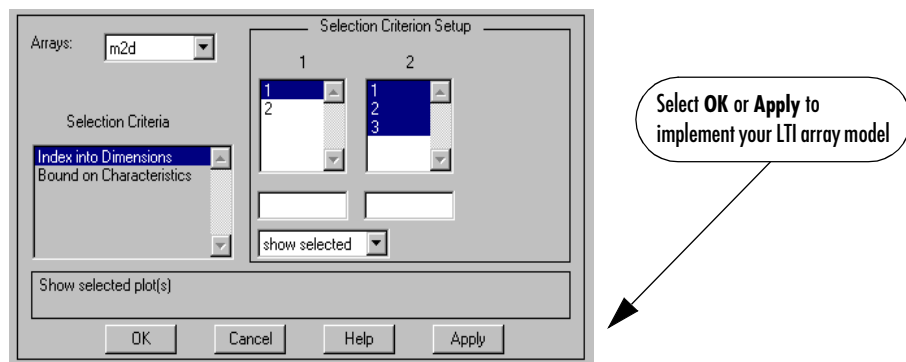 Selection Criterion Setup
Arrays:
m2d
1 2
1
2
1
2
3
Selection Criteria
Index into Dimensions
Bound on Characteristics
show selected
Show selected plot(s)
OK Cancel Help Apply
Select OK or Apply to
implement your LTI array model